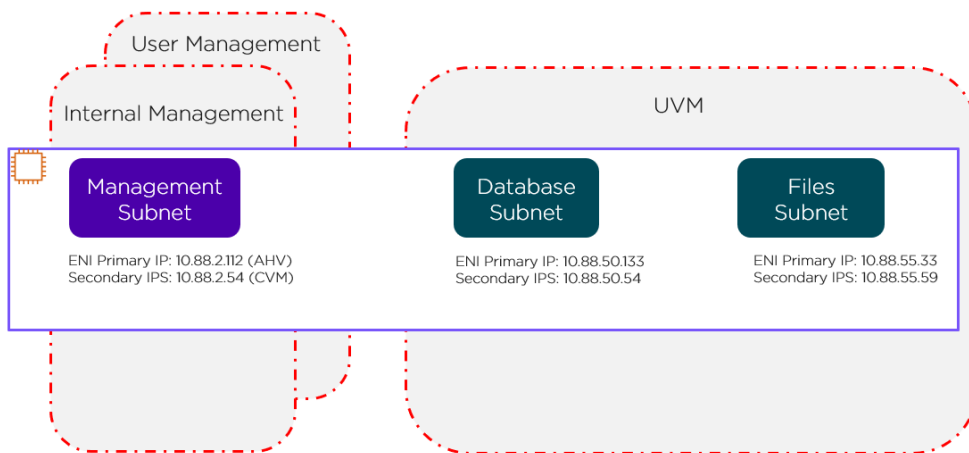 User Management
Internal Management
UVM
Management
Subnet
ENI Primary IP: 10.88.2.112 (AHV)
Secondary IPS: 10.88.2.54 (CVM)
Database
Subnet
ENI Primary IP: 10.88.50.133
Secondary IPS: 10.88.50.54
Files
Subnet
ENI Primary IP: 10.88.55.33
Secondary IPS: 10.88.55.59